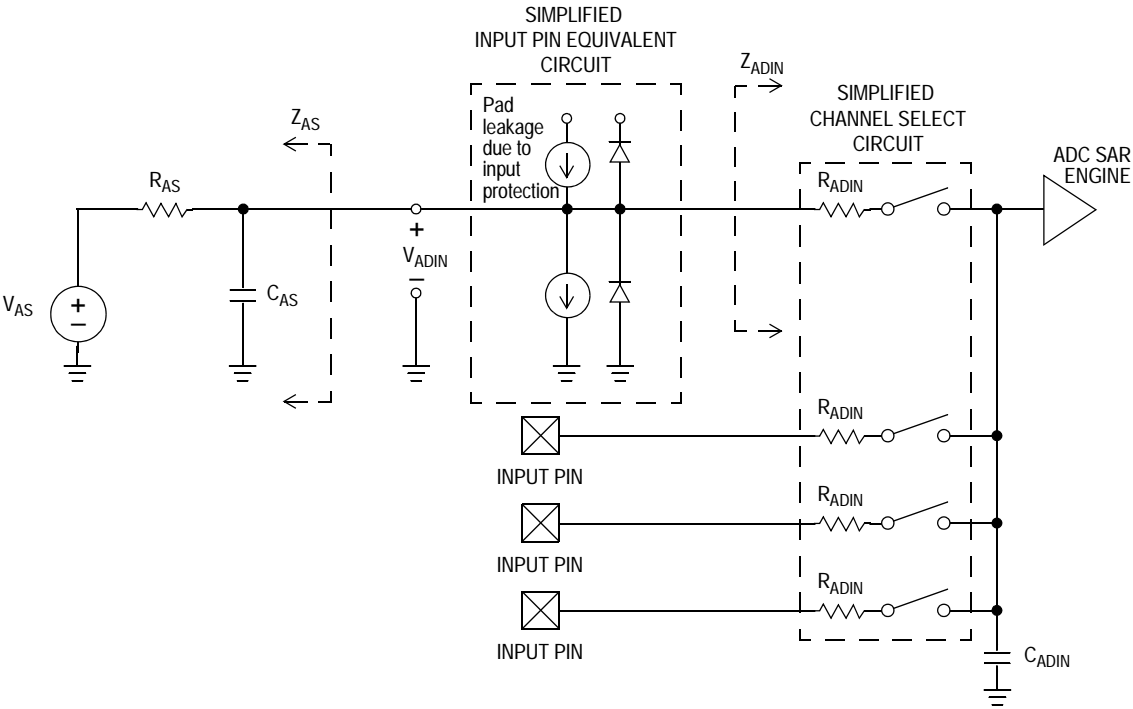 SIMPLIFIED
INPUT PIN EQUIVALENT
CIRCUIT
Z_ADIN
SIMPLIFIED
CHANNEL SELECT
CIRCUIT
Pad
leakage
due to
input
protection
Z_AS
R_AS
R_ADIN
ADC SAR
ENGINE
+
V_ADIN
–
V_AS
+
–
C_AS
R_ADIN
INPUT PIN
R_ADIN
INPUT PIN
R_ADIN
INPUT PIN
C_ADIN